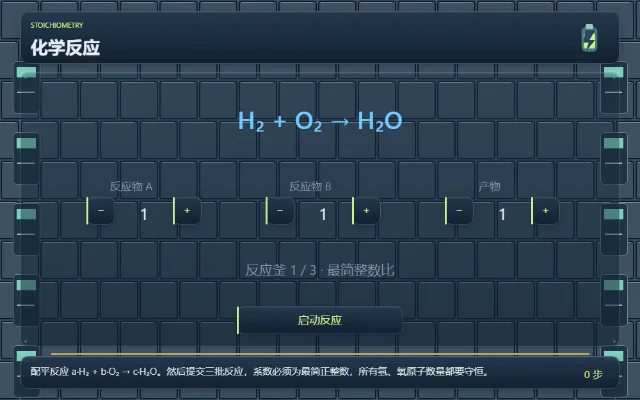 STOICHIOMETRY
化学反应
H₂ + O₂ → H₂O
反应物 A 反应物 B 产物
− 1 + − 1 + − 1 +
反应釜 1 / 3 · 最简整数比
启动反应
配平反应 a·H₂ + b·O₂ → c·H₂O。然后提交三批反应，系数必须为最简正整数，所有氢、氧原子数量都要守恒。
0 步